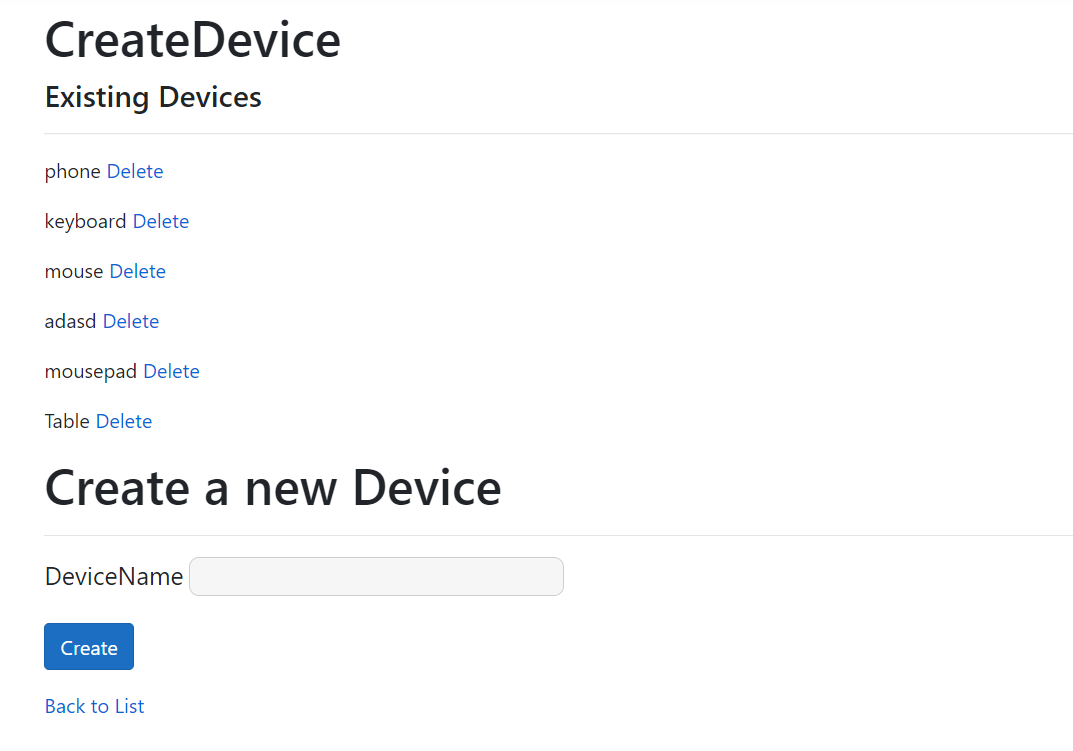 CreateDevice
Existing Devices
phone Delete
keyboard Delete
mouse Delete
adasd Delete
mousepad Delete
Table Delete
Create a new Device
DeviceName
Create
Back to List